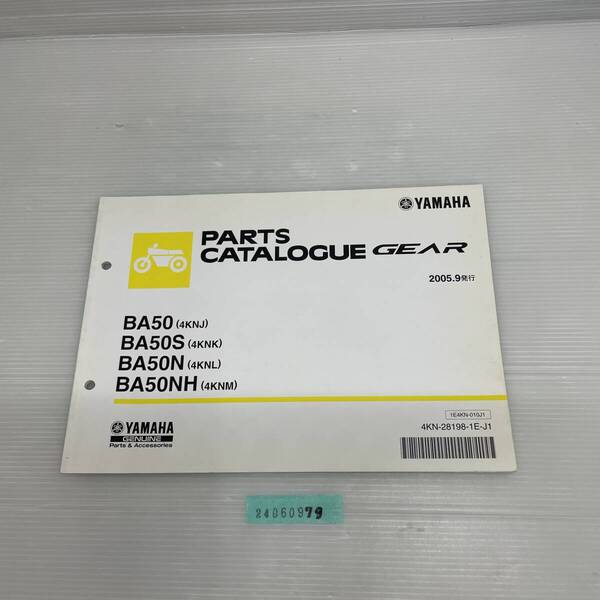 YAMAHA
PARTS
CATALOGUE GEAR
2005.9発行
BA50 (4KNJ)
BA50S (4KNK)
BA50N (4KNL)
BA50NH (4KNM)
1E4KN-010J1
YAMAHA
GENUINE
Parts & Accessories
4KN-28198-1E-J1
24060979